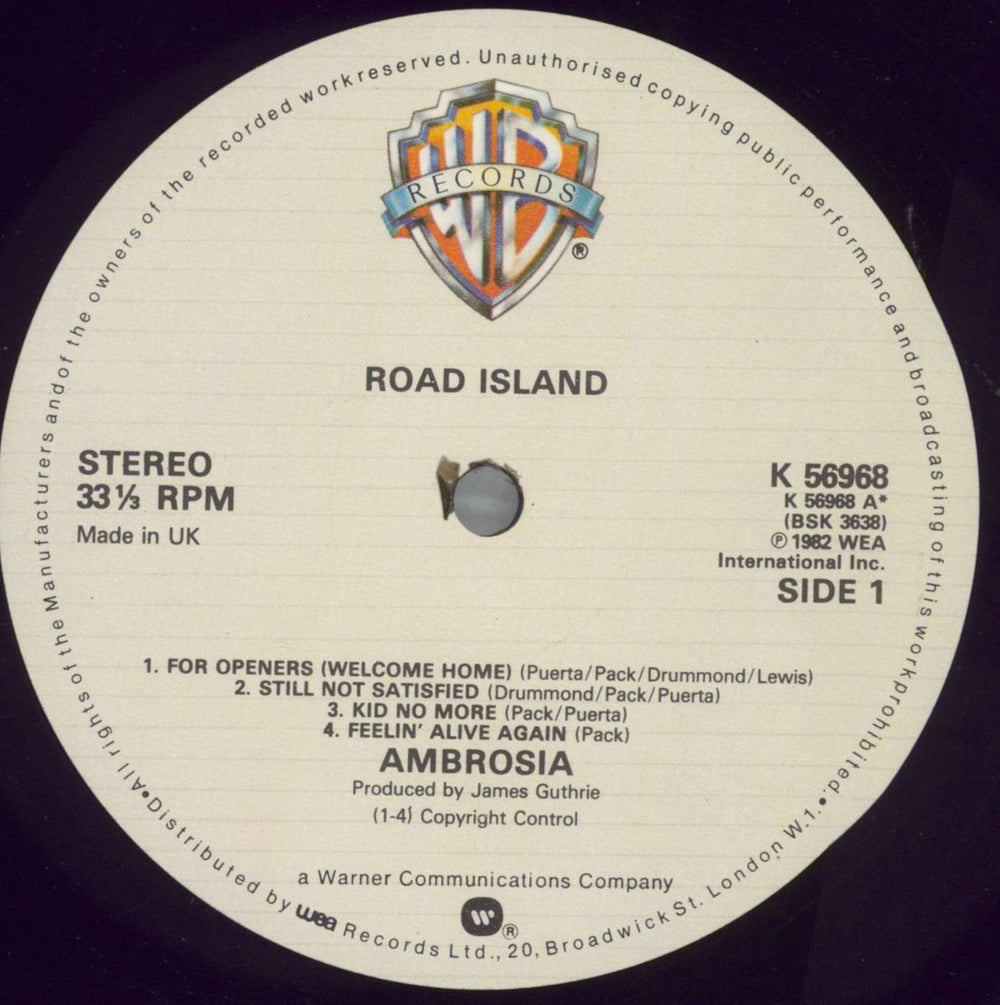 All rights of the Manufacturers and of the owners of the recorded work reserved. Unauthorised copying public performance and broadcasting of this work prohibited.
WB
RECORDS
®
ROAD ISLAND
STEREO
33⅓ RPM
Made in UK
K 56968
K 56968 A*
(BSK 3638)
℗ 1982 WEA
International Inc.
SIDE 1
1. FOR OPENERS (WELCOME HOME) (Puerta/Pack/Drummond/Lewis)
2. STILL NOT SATISFIED (Drummond/Pack/Puerta)
3. KID NO MORE (Pack/Puerta)
4. FEELIN' ALIVE AGAIN (Pack)
AMBROSIA
Produced by James Guthrie
(1-4) Copyright Control
a Warner Communications Company
W®
•Distributed by wea Records Ltd., 20, Broadwick St. London W.1.•